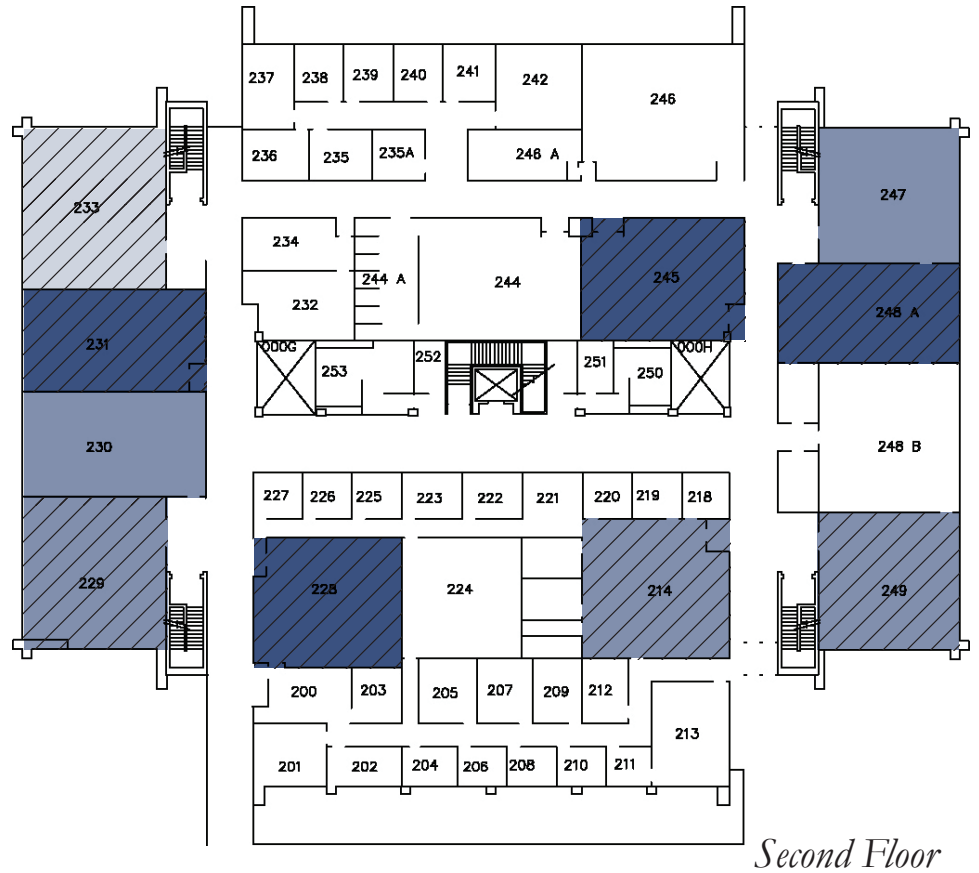 237 238 239 240 241 242 246
236 235 235A 246 A
233 247
234 244 A 244 245
232 248 A
231
000G 253 252 251 250 000H
230 248 B
227 226 225 223 222 221 220 219 218
229 228 224 214 249
200 203 205 207 209 212
213
201 202 204 206 208 210 211
Second Floor